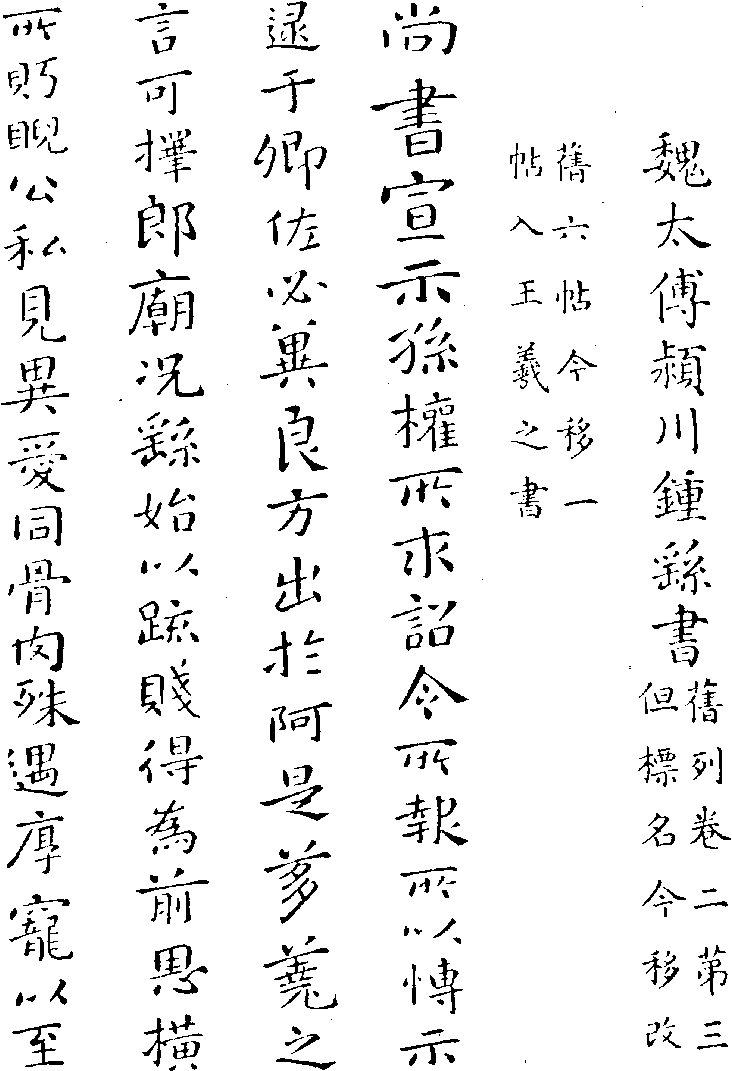 魏太傅潁川鍾繇書
舊列卷二第三
但標名今移改
舊六帖今移一
帖入王羲之書
尚書宣示孫權所求詔令所報所以博示
逮于卿佐必冀良方出於阿是芻蕘之
言可擇郎廟況繇始以疏賤得為前恩橫
所眄睨公私見異愛同骨肉殊遇厚寵以至